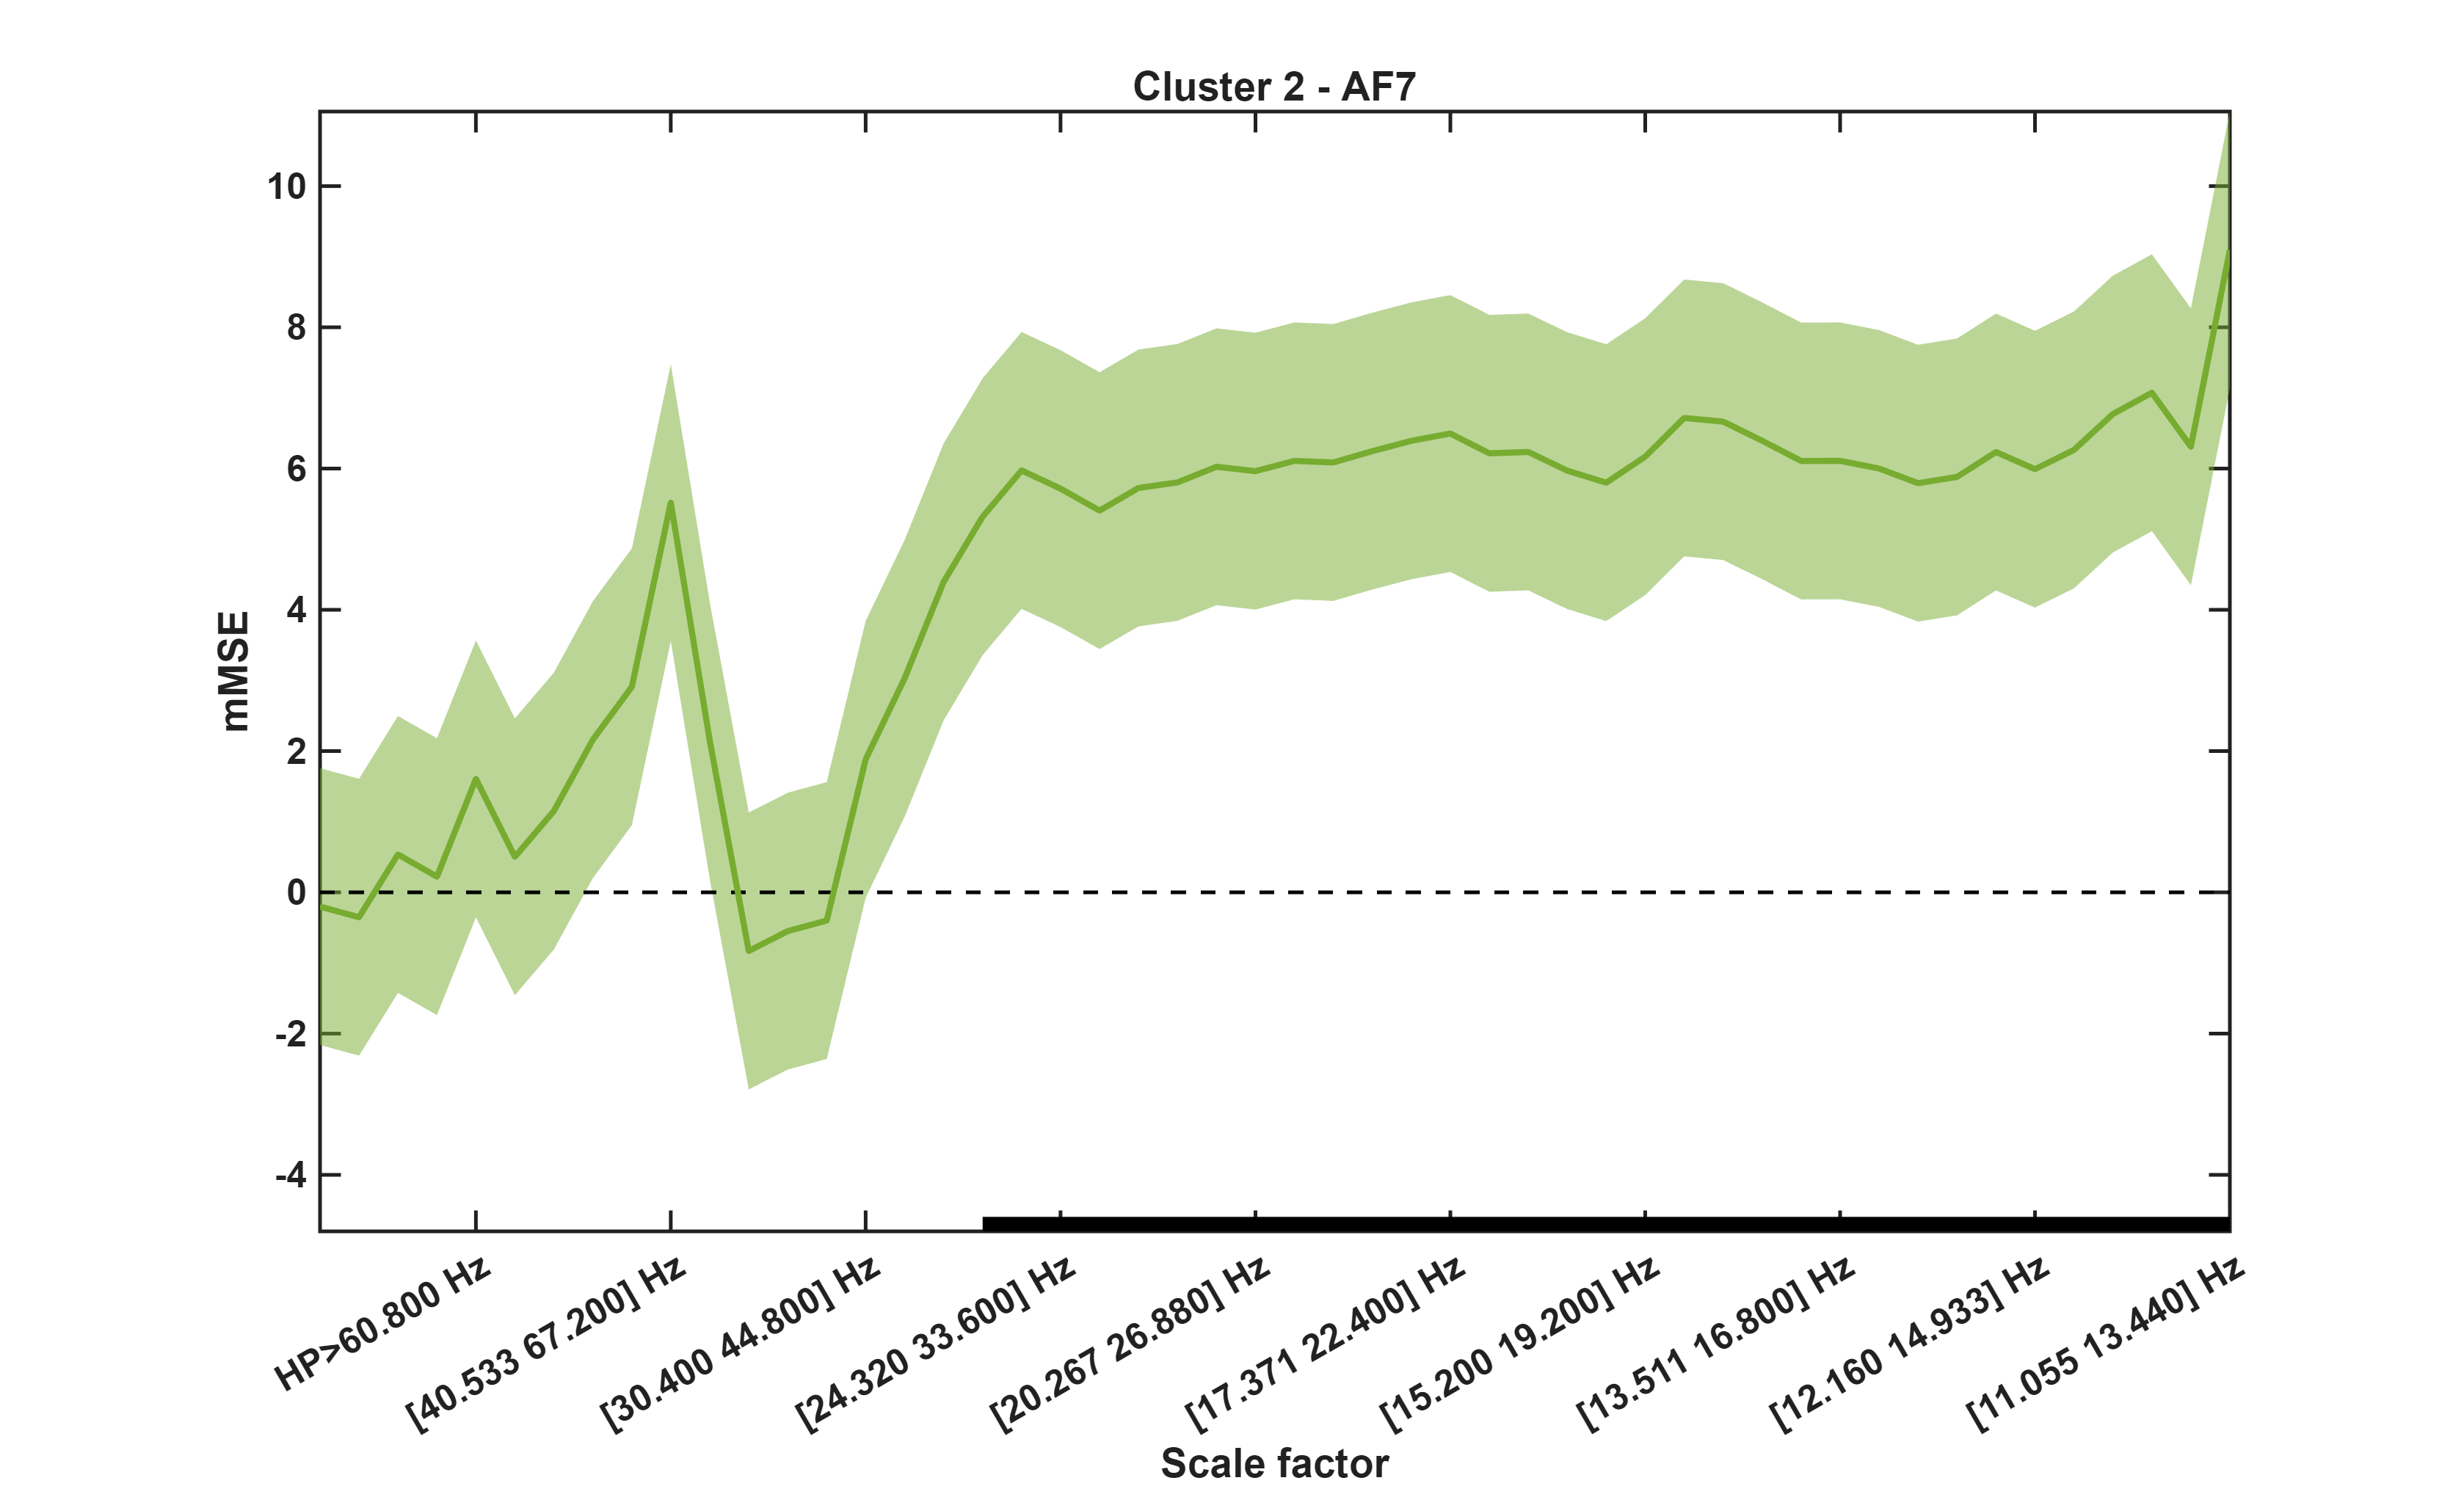 Cluster 2 - AF7
10
8
6
4
2
0
-2
-4
mMSE
HP>60.800 Hz
[40.533 67.200] Hz
[30.400 44.800] Hz
[24.320 33.600] Hz
[20.267 26.880] Hz
[17.371 22.400] Hz
[15.200 19.200] Hz
[13.511 16.800] Hz
[12.160 14.933] Hz
[11.055 13.440] Hz
Scale factor